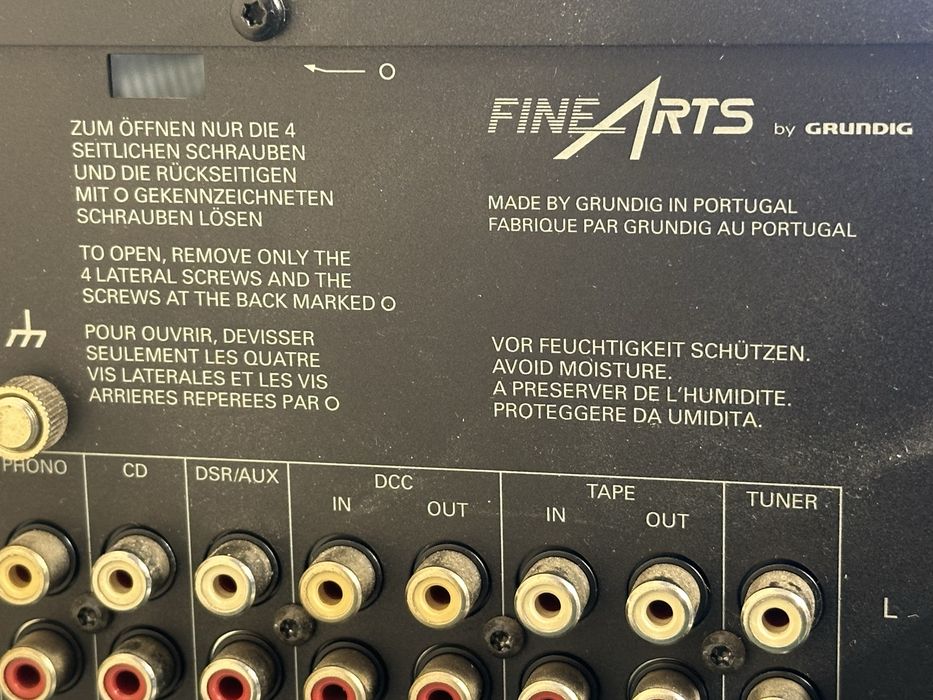 O
FINE ARTS by GRUNDIG
ZUM ÖFFNEN NUR DIE 4
SEITLICHEN SCHRAUBEN
UND DIE RÜCKSEITIGEN
MIT O GEKENNZEICHNETEN
SCHRAUBEN LÖSEN
TO OPEN, REMOVE ONLY THE
4 LATERAL SCREWS AND THE
SCREWS AT THE BACK MARKED O
POUR OUVRIR, DEVISSER
SEULEMENT LES QUATRE
VIS LATERALES ET LES VIS
ARRIERES REPEREES PAR O
MADE BY GRUNDIG IN PORTUGAL
FABRIQUE PAR GRUNDIG AU PORTUGAL
VOR FEUCHTIGKEIT SCHÜTZEN.
AVOID MOISTURE.
A PRESERVER DE L'HUMIDITE.
PROTEGGERE DA UMIDITA.
PHONO CD DSR/AUX DCC TAPE TUNER
IN OUT IN OUT
L